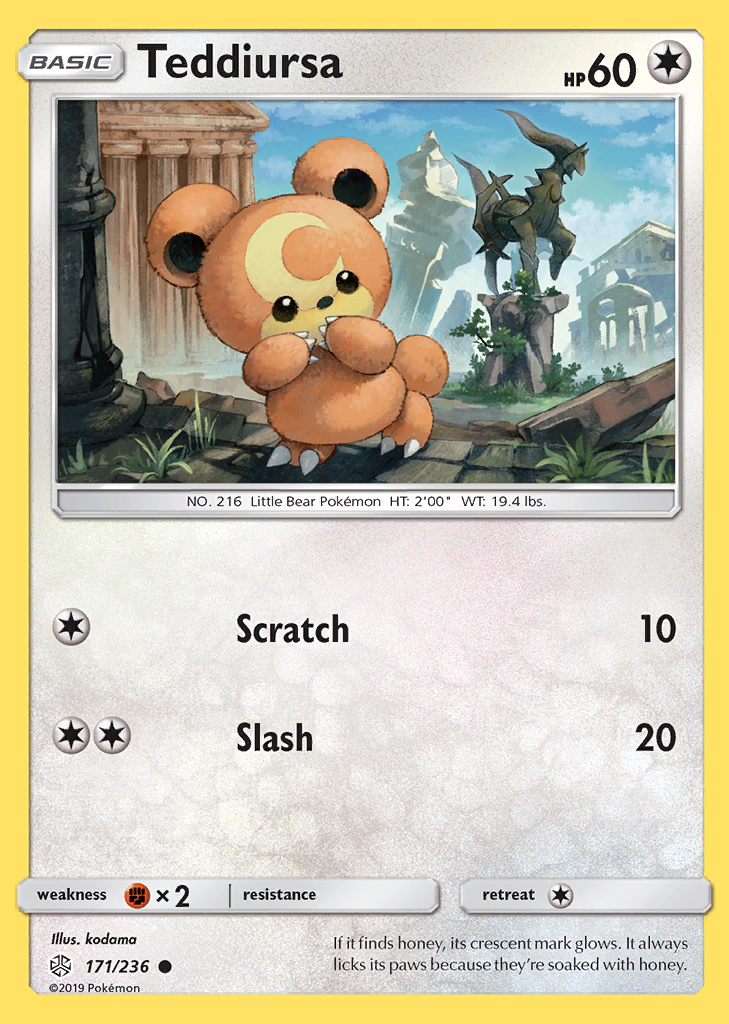 BASIC Teddiursa HP60
NO. 216 Little Bear Pokémon HT: 2'00" WT: 19.4 lbs.
Scratch 10
Slash 20
weakness × 2 resistance retreat
Illus. kodama
171/236
©2019 Pokémon
If it finds honey, its crescent mark glows. It always
licks its paws because they're soaked with honey.